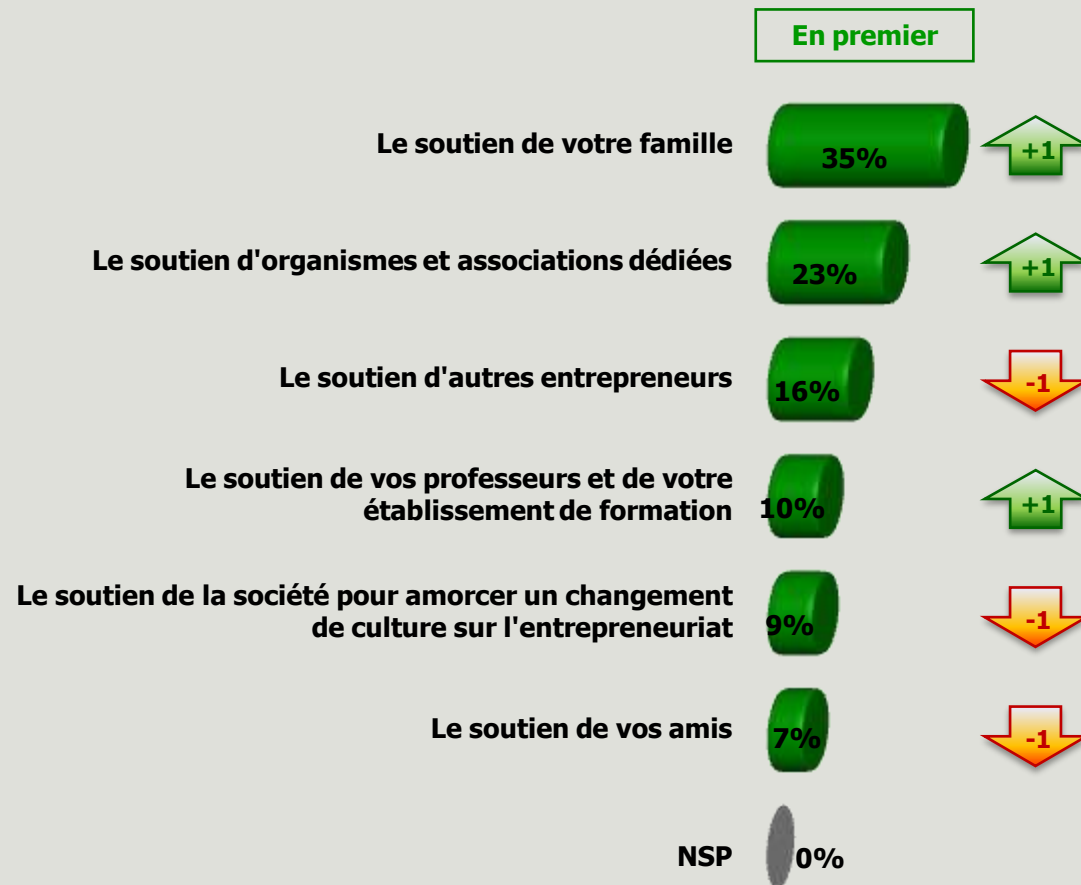 En premier
Le soutien de votre famille
35%
+1
Le soutien d'organismes et associations dédiées
23%
+1
Le soutien d'autres entrepreneurs
16%
-1
Le soutien de vos professeurs et de votre
établissement de formation
10%
+1
Le soutien de la société pour amorcer un changement
de culture sur l'entrepreneuriat
9%
-1
Le soutien de vos amis
7%
-1
NSP
0%